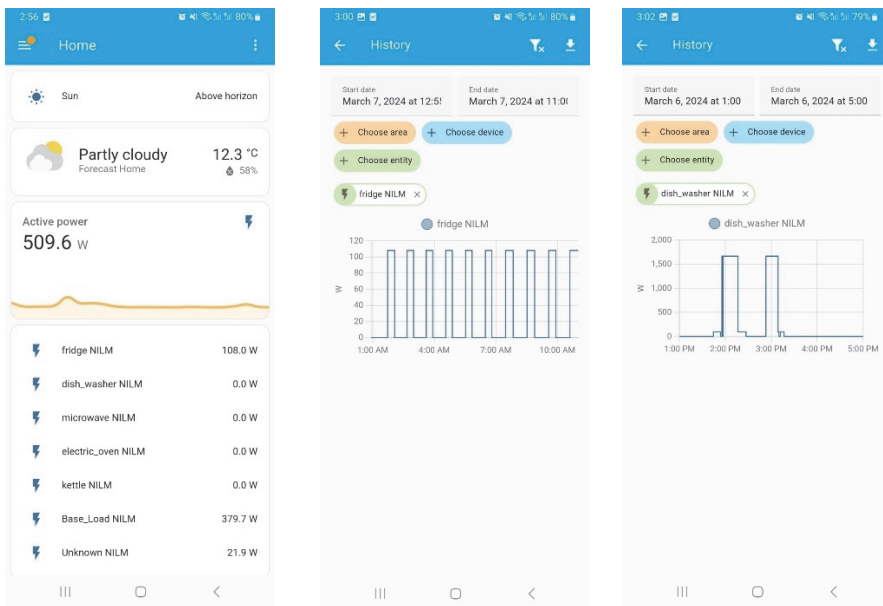 2:56 80%
Home
Sun Above horizon
Partly cloudy 12.3 °C
Forecast Home 58%
Active power
509.6 W
fridge NILM 108.0 W
dish_washer NILM 0.0 W
microwave NILM 0.0 W
electric_oven NILM 0.0 W
kettle NILM 0.0 W
Base_Load NILM 379.7 W
Unknown NILM 21.9 W
3:00 80%
History
Start date End date
March 7, 2024 at 12:5 March 7, 2024 at 11:0
+ Choose area + Choose device
+ Choose entity
fridge NILM ×
fridge NILM
120
100
80
60
40
20
0
W
1:00 AM 4:00 AM 7:00 AM 10:00 AM
3:02 79%
History
Start date End date
March 6, 2024 at 1:00 March 6, 2024 at 5:00
+ Choose area + Choose device
+ Choose entity
dish_washer NILM ×
dish_washer NILM
2,000
1,500
1,000
500
0
W
1:00 PM 2:00 PM 3:00 PM 4:00 PM 5:00 PM